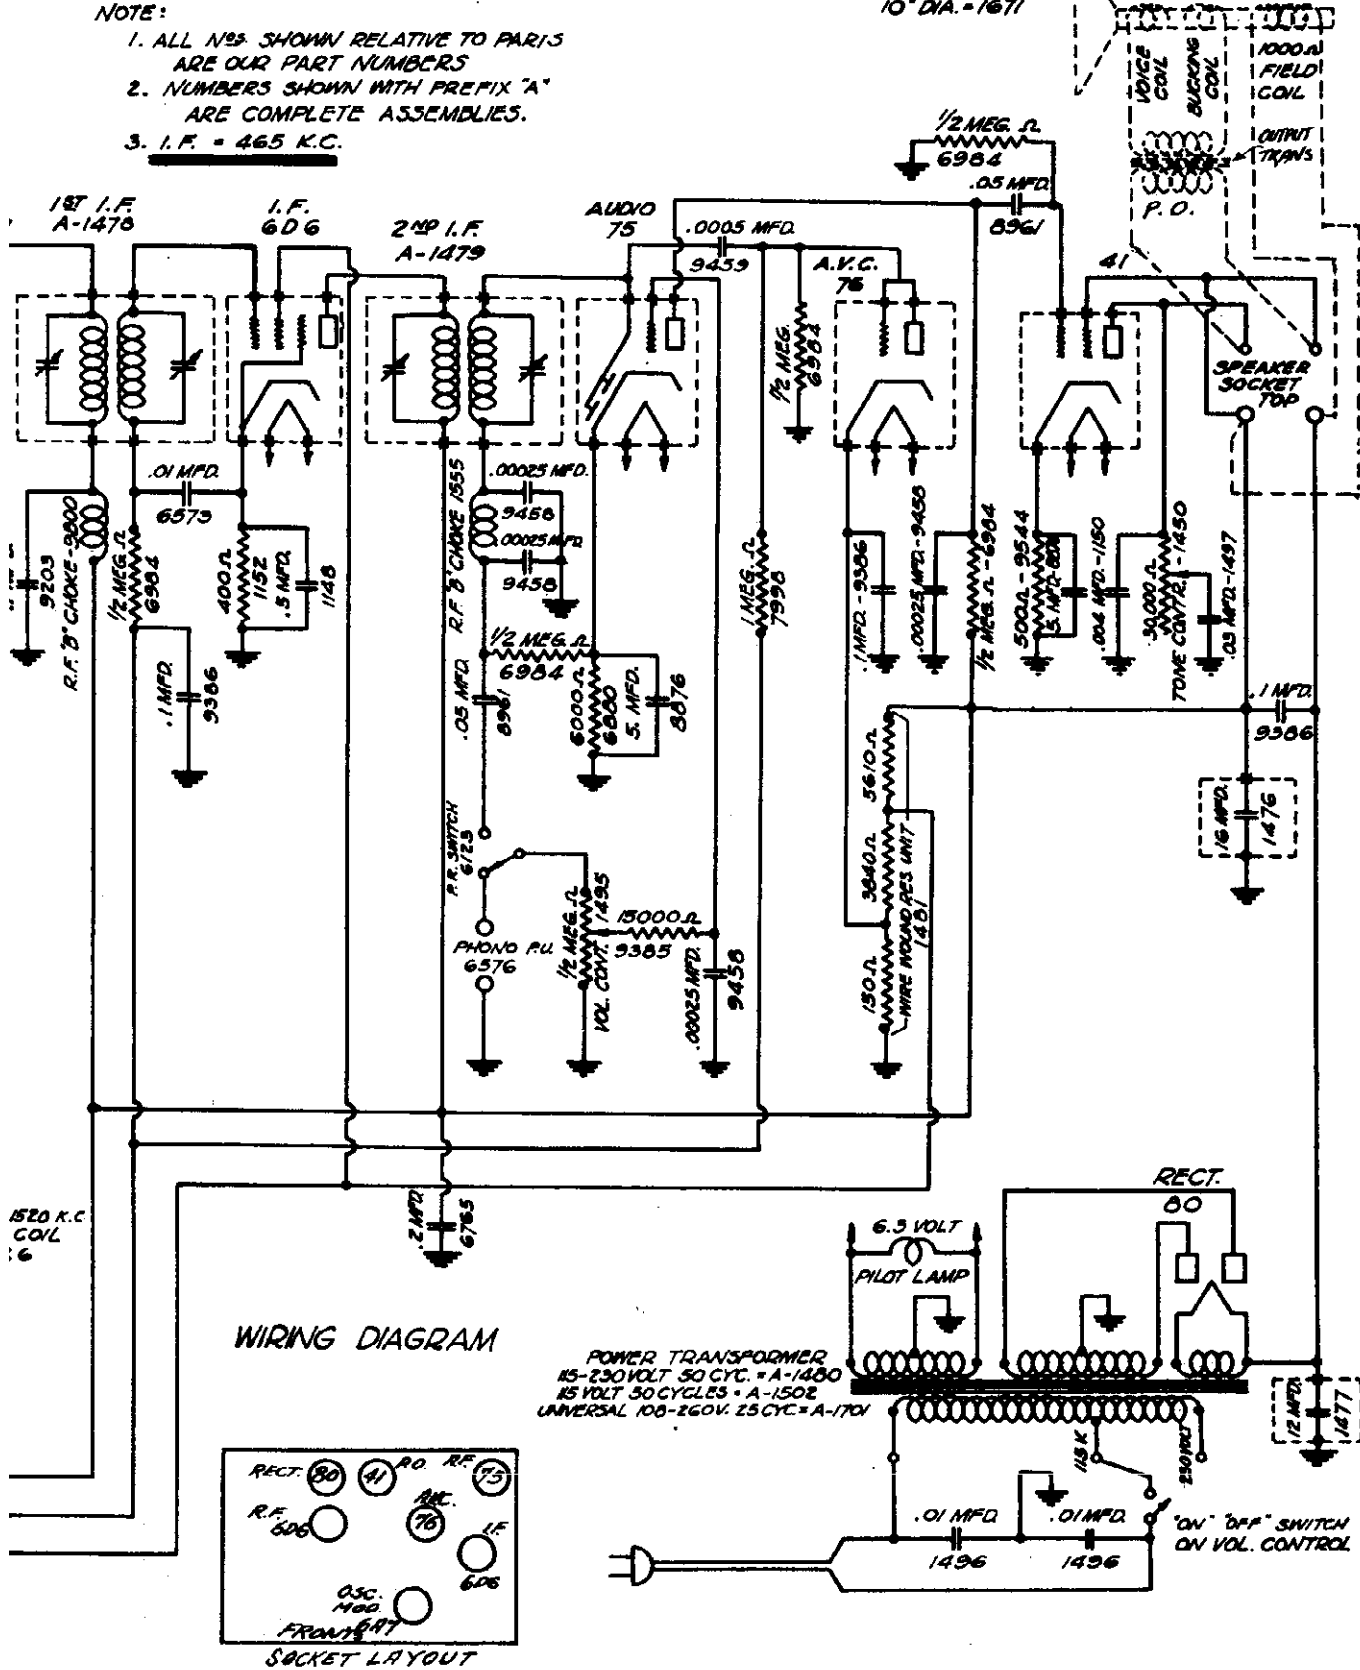 NOTE:
1. ALL NOS. SHOWN RELATIVE TO PARTS
ARE OUR PART NUMBERS
2. NUMBERS SHOWN WITH PREFIX "A"
ARE COMPLETE ASSEMBLIES.
3. I.F. = 465 K.C.
10" DIA. = 1671
VOICE COIL
BUCKING COIL
1000Ω
FIELD
COIL
OUTPUT
TRANS
P.O.
1/2 MEG. Ω
6984
.05 MFD.
8961
1ST I.F.
A-1478
I.F.
6D6
2ND I.F.
A-1479
AUDIO
75
.0005 MFD.
9459
A.V.C.
76
41
1/2 MEG.
6984
SPEAKER
SOCKET
TOP
.01 MFD.
6573
9203
R.F. "B" CHOKE-9800
1/2 MEG Ω
6984
400Ω
1152
.5 MFD.
1148
.1 MFD.
9386
R.F. "B" CHOKE 1555
.00025 MFD.
9458
.00025 MFD.
9458
1/2 MEG Ω
6984
.05 MFD.
8961
6000Ω
6880
5. MFD.
8876
1 MEG. Ω
7998
.1 MFD.-9386
.00025 MFD-9458
1/2 MEG Ω-6984
500Ω-9544
5. MFD-
.004 MFD.-1150
30,000Ω
TONE CONTR.-1450
.03 MFD-1497
.1 MFD.
9386
16 MFD.
1476
5610Ω
3840Ω
150Ω
WIRE WOUND RES UNIT
1481
P.R. SWITCH
6123
PHONO P.U.
6576
1/2 MEG. Ω
1495
VOL. CONT.
15000Ω
9385
.00025 MFD.
9458
1520 K.C.
COIL
6
.2 MFD.
6765
RECT.
80
6.3 VOLT
PILOT LAMP
WIRING DIAGRAM
POWER TRANSFORMER
115-230 VOLT 50 CYC. = A-1480
115 VOLT 50 CYCLES = A-1502
UNIVERSAL 108-260V. 25 CYC = A-1701
12 MFD.
1477
115 V
230 VOLT
.01 MFD
1496
.01 MFD.
1496
"ON" "OFF" SWITCH
ON VOL. CONTROL
RECT. 80
41 P.O.
R.F. 75
R.F.
6D6
AVC.
76
I.F.
6D6
OSC.
MOD.
6A7
FRONT
SOCKET LAYOUT